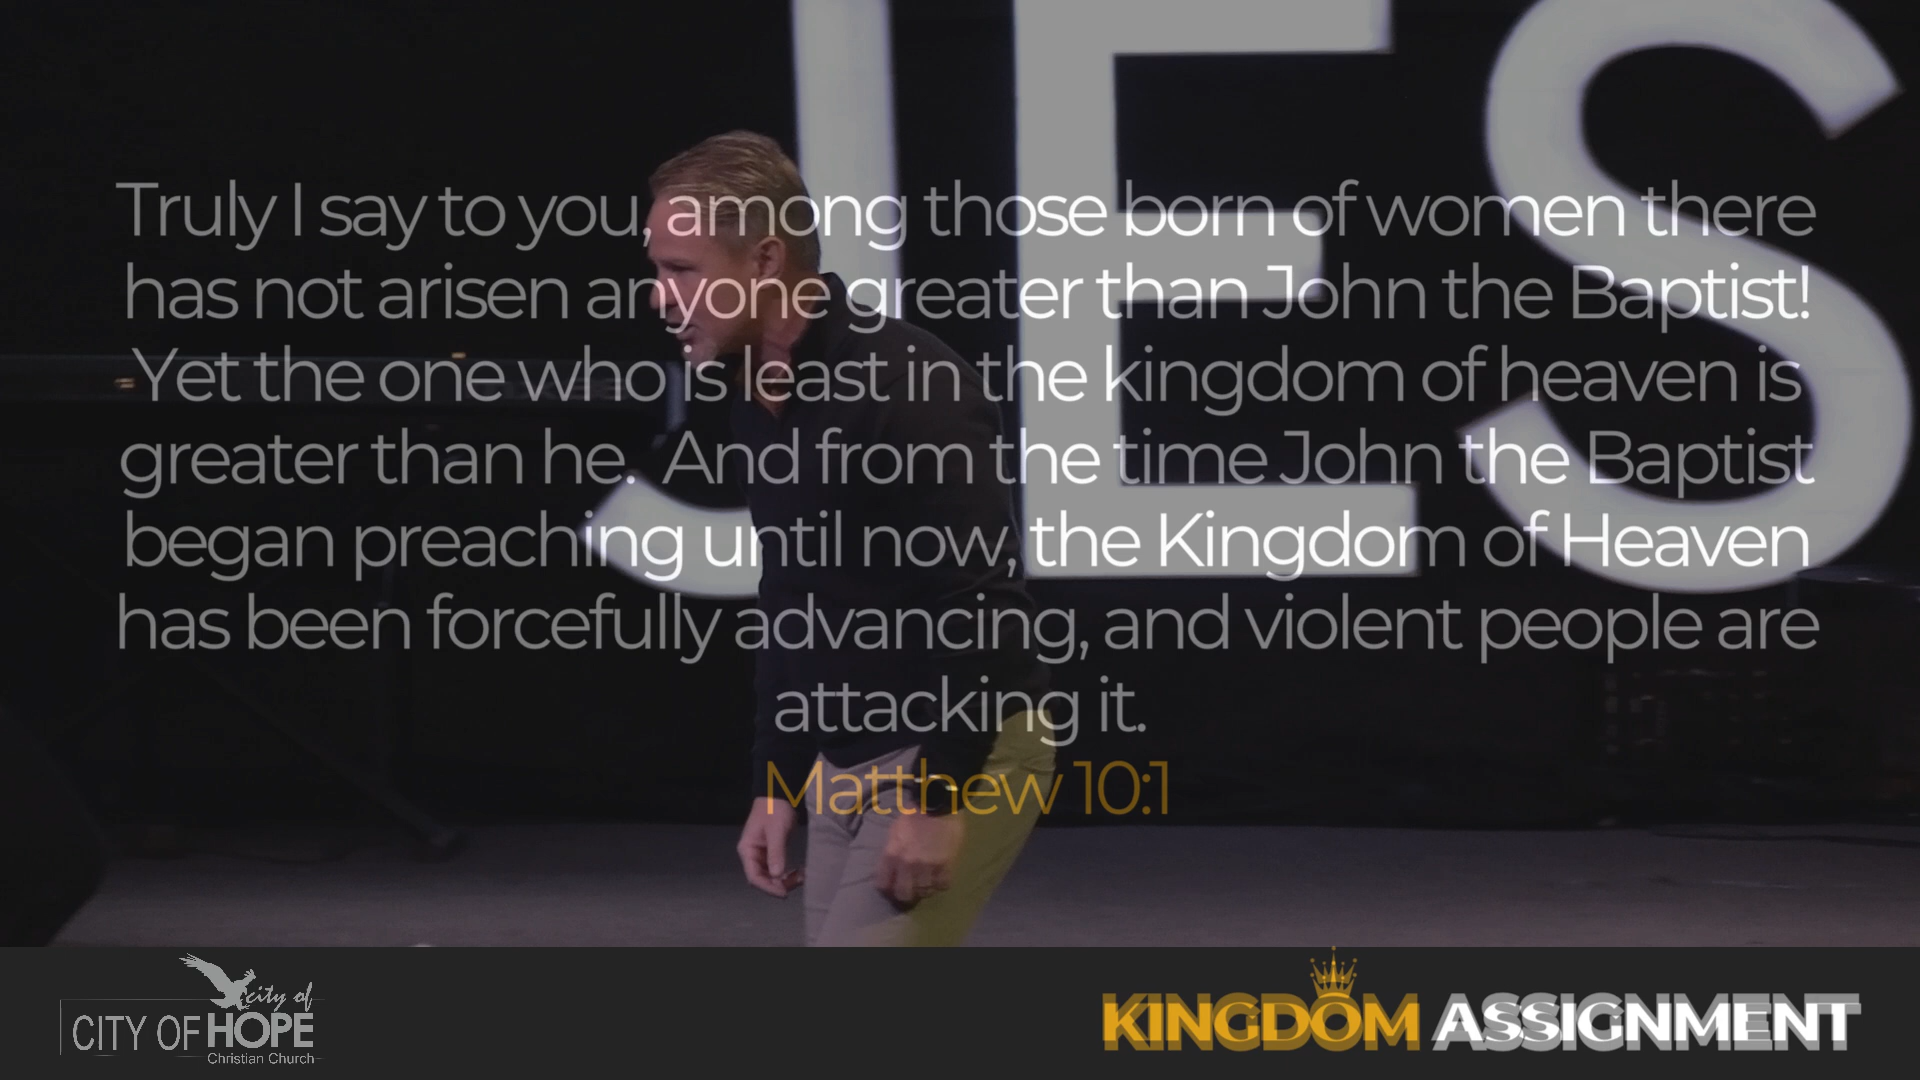 JES
Truly I say to you, among those born of women there
has not arisen anyone greater than John the Baptist!
Yet the one who is least in the kingdom of heaven is
greater than he. And from the time John the Baptist
began preaching until now, the Kingdom of Heaven
has been forcefully advancing, and violent people are
attacking it.
Matthew 10:1
city of
CITY OF HOPE
Christian Church
KINGDOM ASSIGNMENT